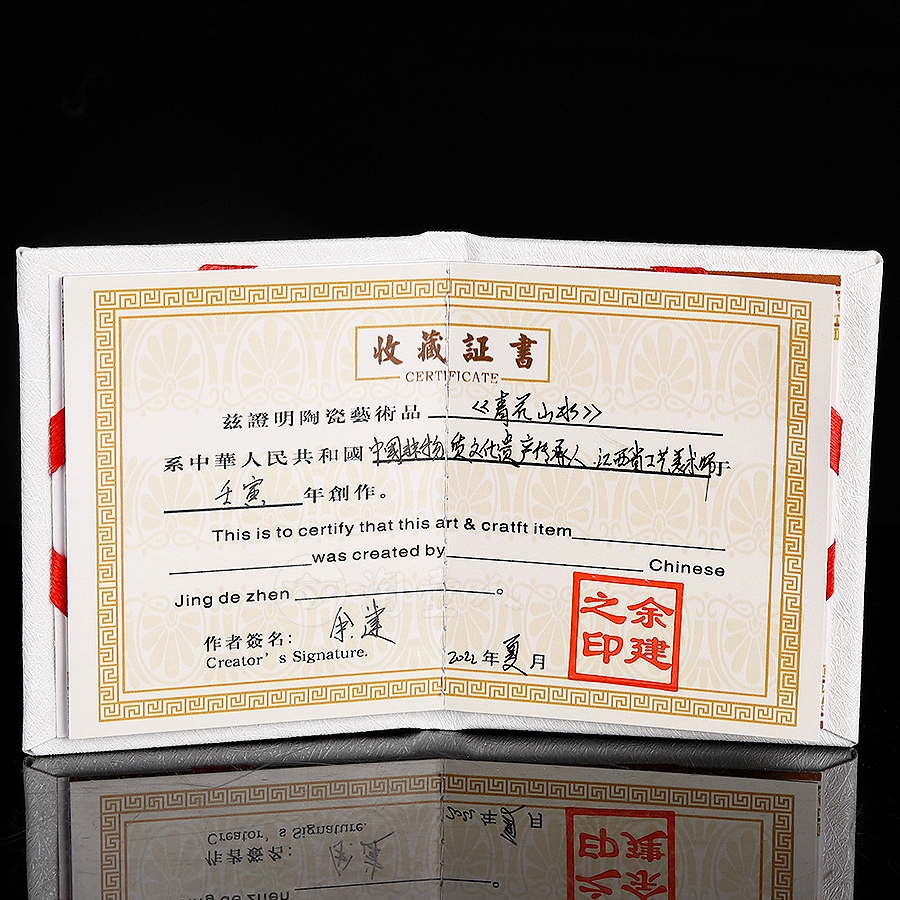 收藏証書
CERTIFICATE
茲證明陶瓷藝術品《青花山水》
系中華人民共和國中國非物质文化遗产传承人 江西省工艺美术师于
壬寅年創作。
This is to certify that this art & cratft item
was created by Chinese
Jing de zhen 。
作者簽名: 余建
Creator’s Signature.
2022年夏月
余建之印